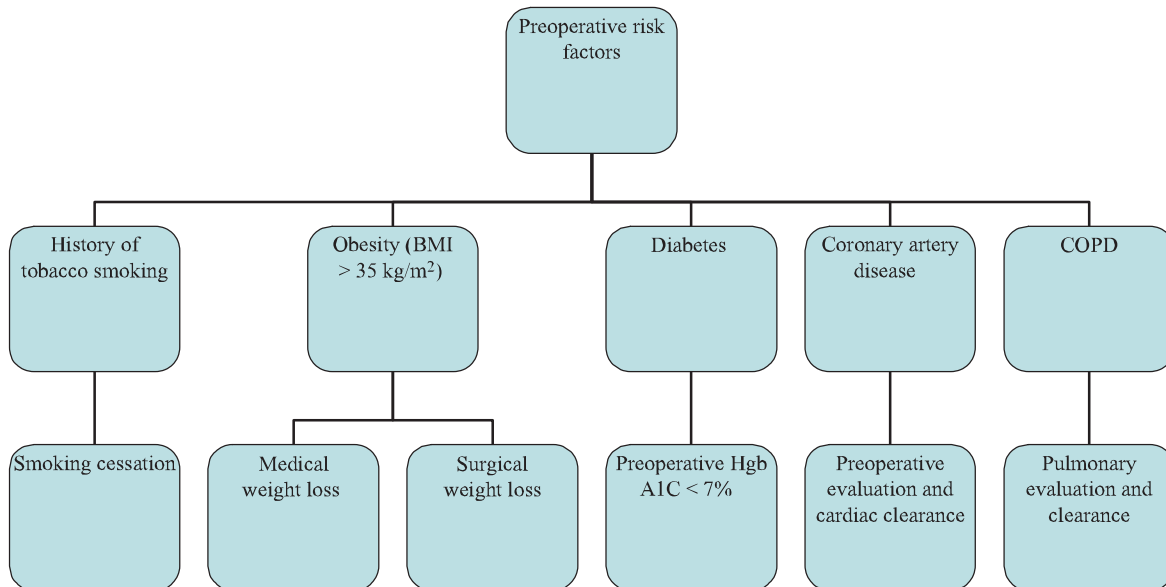 Preoperative risk
factors
History of
tobacco smoking
Obesity (BMI
> 35 kg/m²)
Diabetes
Coronary artery
disease
COPD
Smoking cessation
Medical
weight loss
Surgical
weight loss
Preoperative Hgb
A1C < 7%
Preoperative
evaluation and
cardiac clearance
Pulmonary
evaluation and
clearance